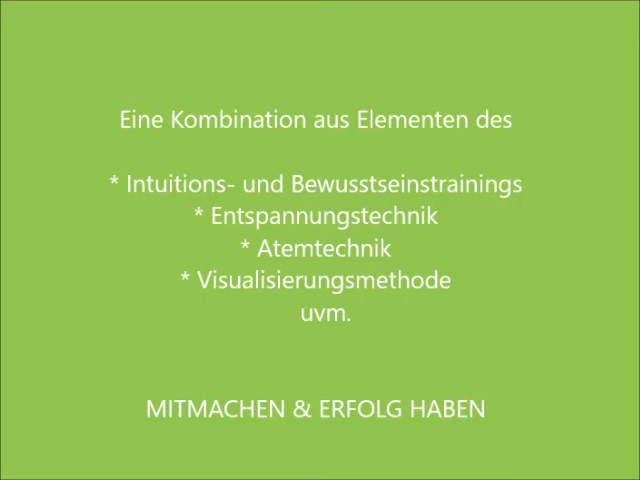 Eine Kombination aus Elementen des
* Intuitions- und Bewusstseinstrainings
* Entspannungstechnik
* Atemtechnik
* Visualisierungsmethode
uvm.
MITMACHEN & ERFOLG HABEN